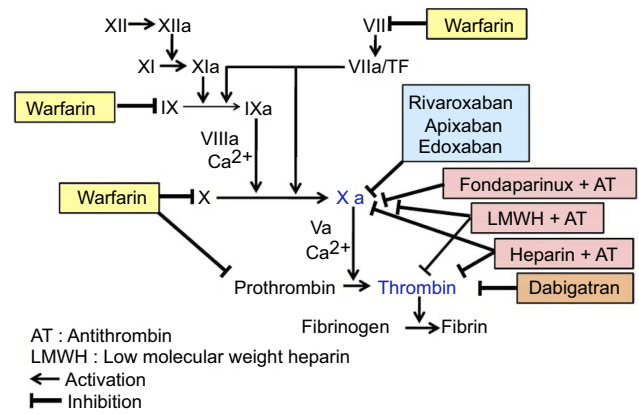 XII XIIa VII Warfarin
XI XIa VIIa/TF
Warfarin IX IXa
Rivaroxaban
Apixaban
Edoxaban
VIIIa
Ca2+
Warfarin X X a
Fondaparinux + AT
LMWH + AT
Heparin + AT
Va
Ca2+
Prothrombin Thrombin Dabigatran
Fibrinogen Fibrin
AT : Antithrombin
LMWH : Low molecular weight heparin
Activation
Inhibition